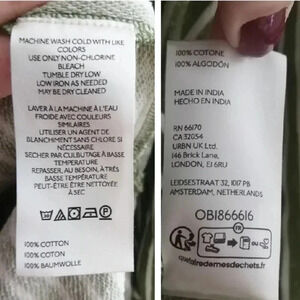 MACHINE WASH COLD WITH LIKE
COLORS
USE ONLY NON-CHLORINE
BLEACH
TUMBLE DRY LOW
LOW IRON AS NEEDED
MAY BE DRY CLEANED
LAVER À LA MACHINE À L'EAU
FROIDE AVEC COULEURS
SIMILAIRES
UTILISER UN AGENT DE
BLANCHIMENT SANS CHLORE SI
NÉCESSAIRE
SECHER PAR CULBUTAGE À BASSE
TEMPERATURE
REPASSER, AU BESOIN, À TRÈS
BASSE TEMPÉRATURE
PEUT-ÊTRE ÊTRE NETTOYÉE
À SEC
100% COTTON
100% COTON
100% BAUMWOLLE
100% COTONE
100% ALGODÓN
MADE IN INDIA
HECHO EN INDIA
RN 66170
CA 32054
URBN UK Ltd.
146 Brick Lane,
LONDON, E1 6RU
LEIDSESTRAAT 32, 1017 PB
AMSTERDAM, NETHERLANDS
OB1866616
FR
quefairedemesdechets.fr